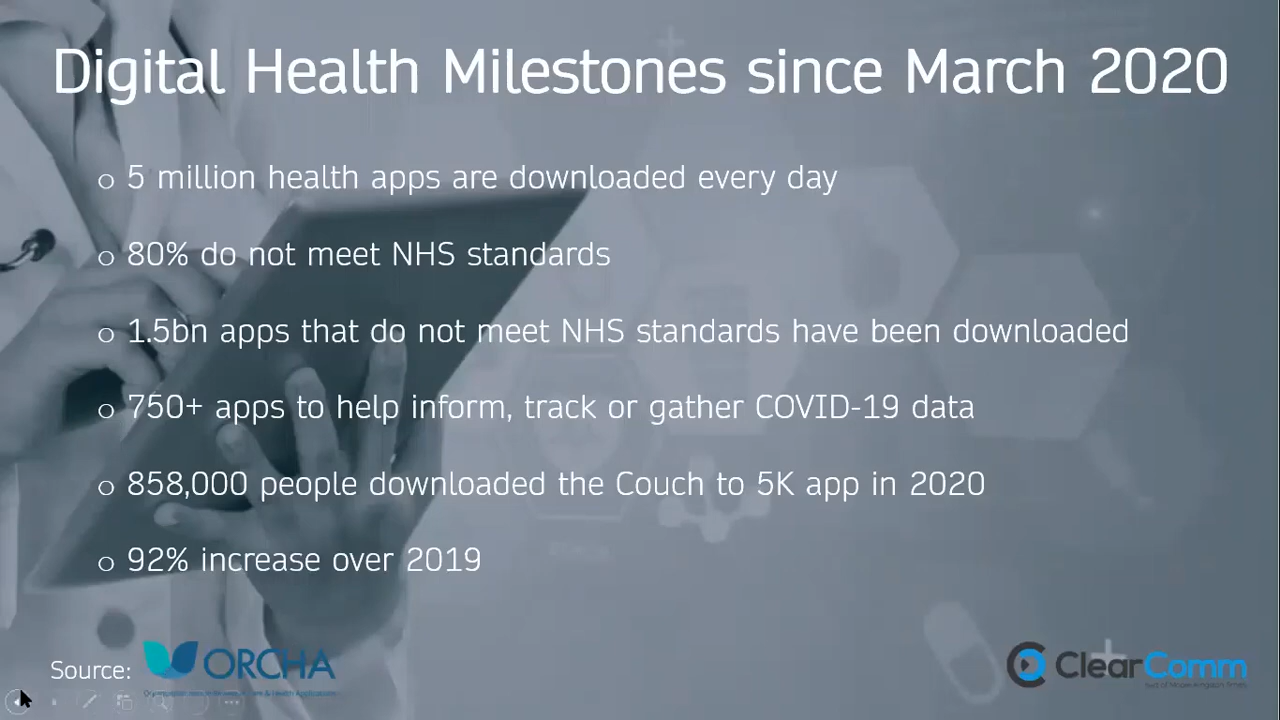 Digital Health Milestones since March 2020
o 5 million health apps are downloaded every day
o 80% do not meet NHS standards
o 1.5bn apps that do not meet NHS standards have been downloaded
o 750+ apps to help inform, track or gather COVID-19 data
o 858,000 people downloaded the Couch to 5K app in 2020
o 92% increase over 2019
Source: ORCHA
ClearComm